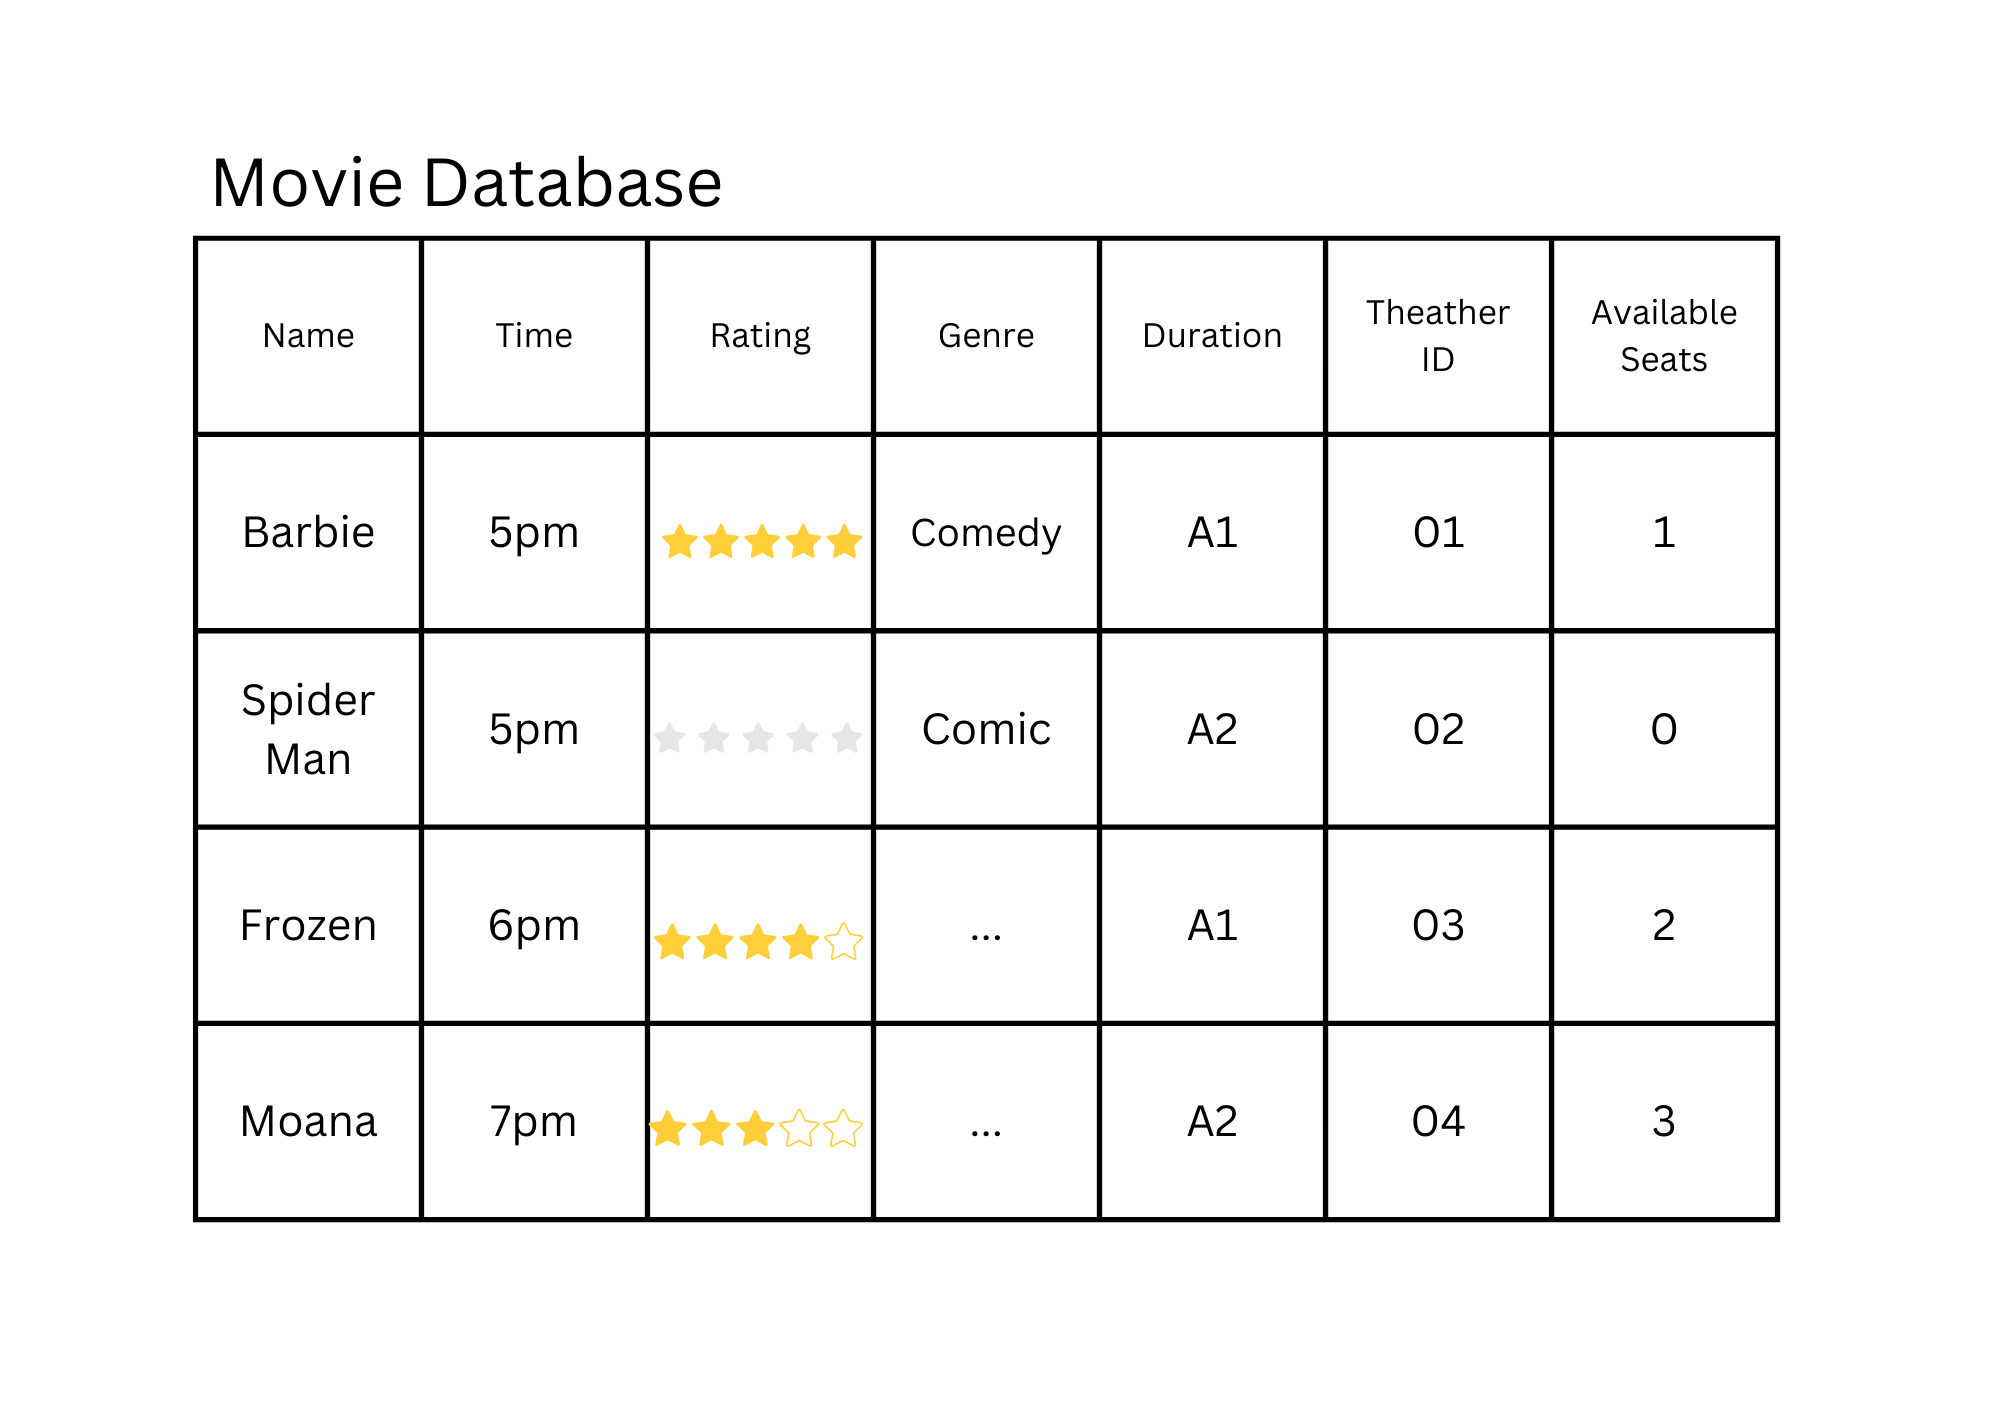 Movie Database
Name Time Rating Genre Duration Theather ID Available Seats
Barbie 5pm Comedy A1 01 1
Spider Man 5pm Comic A2 02 0
Frozen 6pm ... A1 03 2
Moana 7pm ... A2 04 3